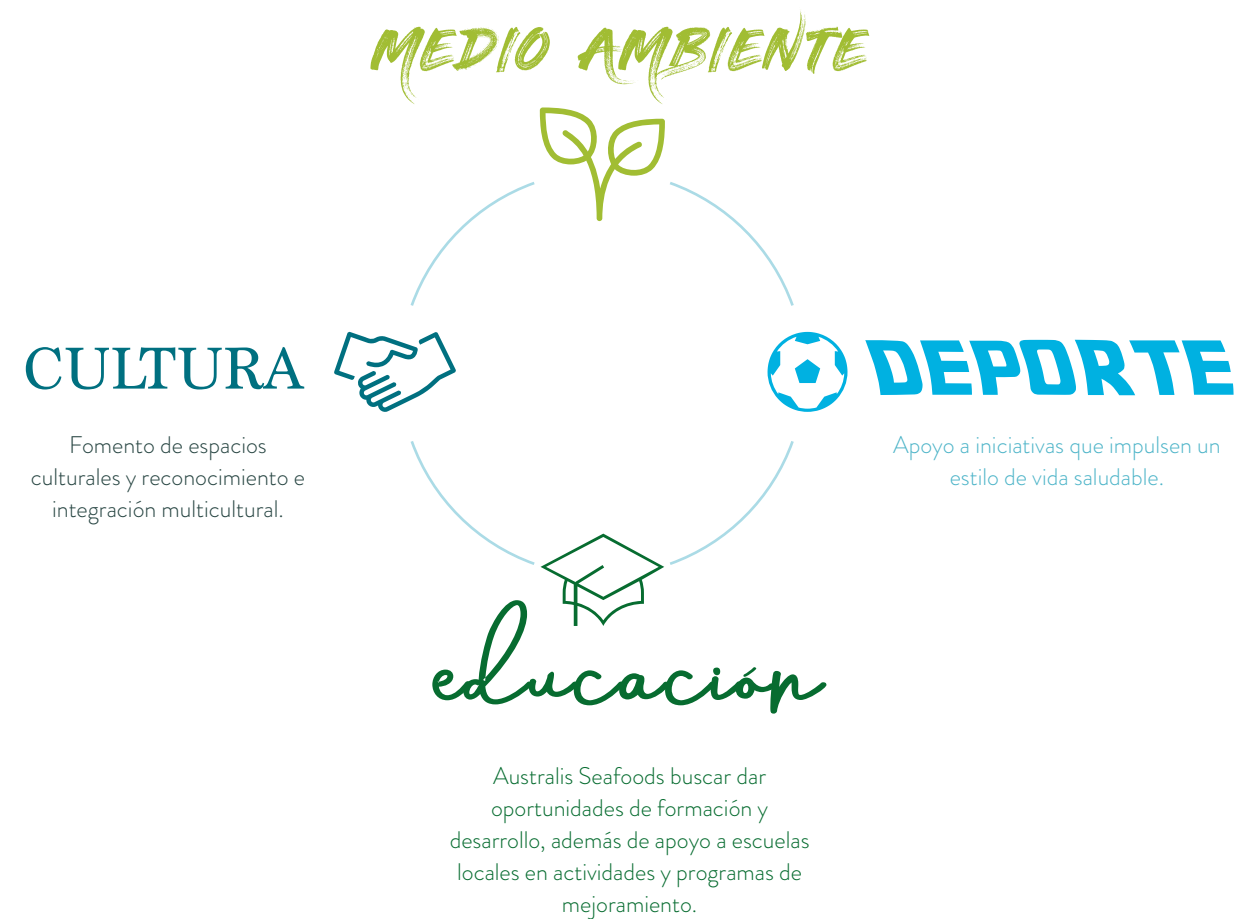 MEDIO AMBIENTE
CULTURA
Fomento de espacios
culturales y reconocimiento e
integración multicultural.
DEPORTE
Apoyo a iniciativas que impulsen un
estilo de vida saludable.
educación
Australis Seafoods buscar dar
oportunidades de formación y
desarrollo, además de apoyo a escuelas
locales en actividades y programas de
mejoramiento.